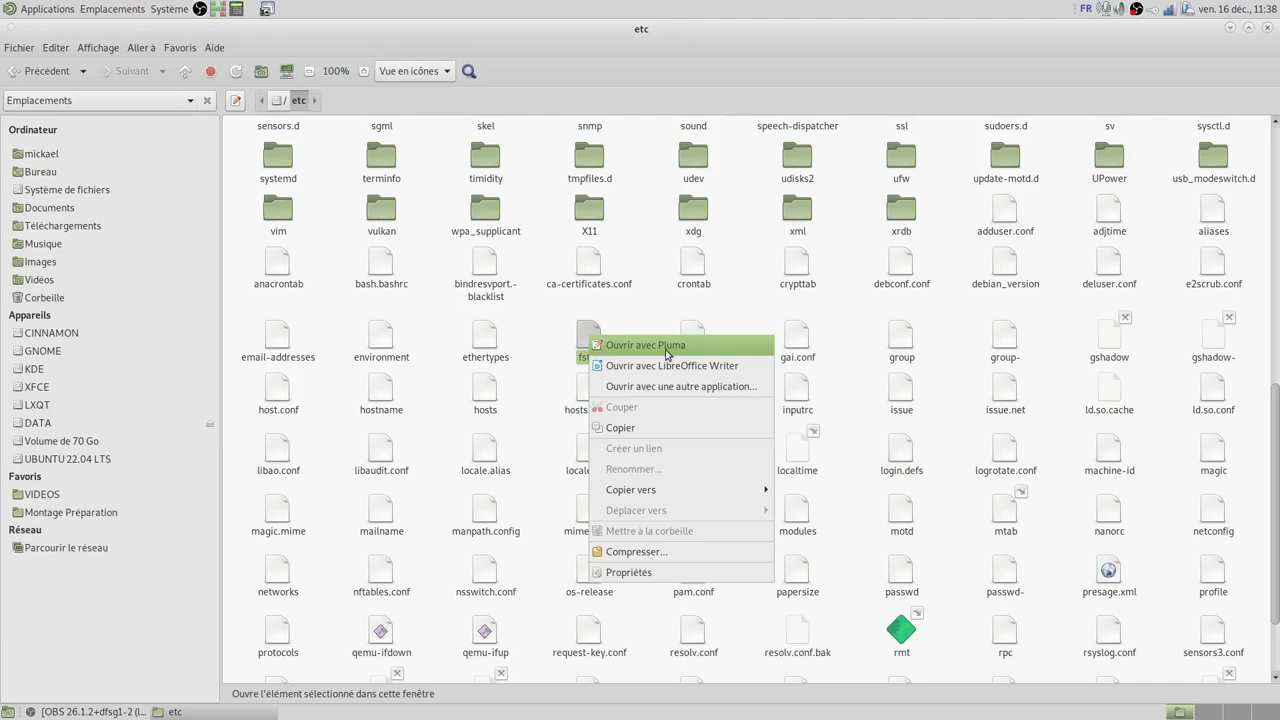 Applications Emplacements Système FR ven. 16 déc., 11:38
etc
Fichier Editer Affichage Aller à Favoris Aide
Précédent Suivant 100% Vue en icônes
Emplacements / etc
Ordinateur
mickael
Bureau
Système de fichiers
Documents
Téléchargements
Musique
Images
Vidéos
Corbeille
Appareils
CINNAMON
GNOME
KDE
XFCE
LXQT
DATA
Volume de 70 Go
UBUNTU 22.04 LTS
Favoris
VIDEOS
Montage Préparation
Réseau
Parcourir le réseau
sensors.d sgml skel snmp sound speech-dispatcher ssl sudoers.d sv sysctl.d
systemd terminfo timidity tmpfiles.d udev udisks2 ufw update-motd.d UPower usb_modeswitch.d
vim vulkan wpa_supplicant X11 xdg xml xrdb adduser.conf adjtime aliases
anacrontab bash.bashrc bindresvport.- ca-certificates.conf crontab crypttab debconf.conf debian_version deluser.conf e2scrub.conf
blacklist
email-addresses environment ethertypes gai.conf group group- gshadow gshadow-
host.conf hostname hosts inputrc issue issue.net ld.so.cache ld.so.conf
libao.conf libaudit.conf locale.alias localtime login.defs logrotate.conf machine-id magic
magic.mime mailname manpath.config modules motd mtab nanorc netconfig
networks nftables.conf nsswitch.conf os-release pam.conf papersize passwd passwd- presage.xml profile
protocols qemu-ifdown qemu-ifup request-key.conf resolv.conf resolv.conf.bak rmt rpc rsyslog.conf sensors3.conf
Ouvrir avec Pluma
Ouvrir avec LibreOffice Writer
Ouvrir avec une autre application...
Couper
Copier
Créer un lien
Renommer...
Copier vers
Déplacer vers
Mettre à la corbeille
Compresser...
Propriétés
Ouvre l'élément sélectionné dans cette fenêtre
[OBS 26.1.2+dfsg1-2 (l... etc